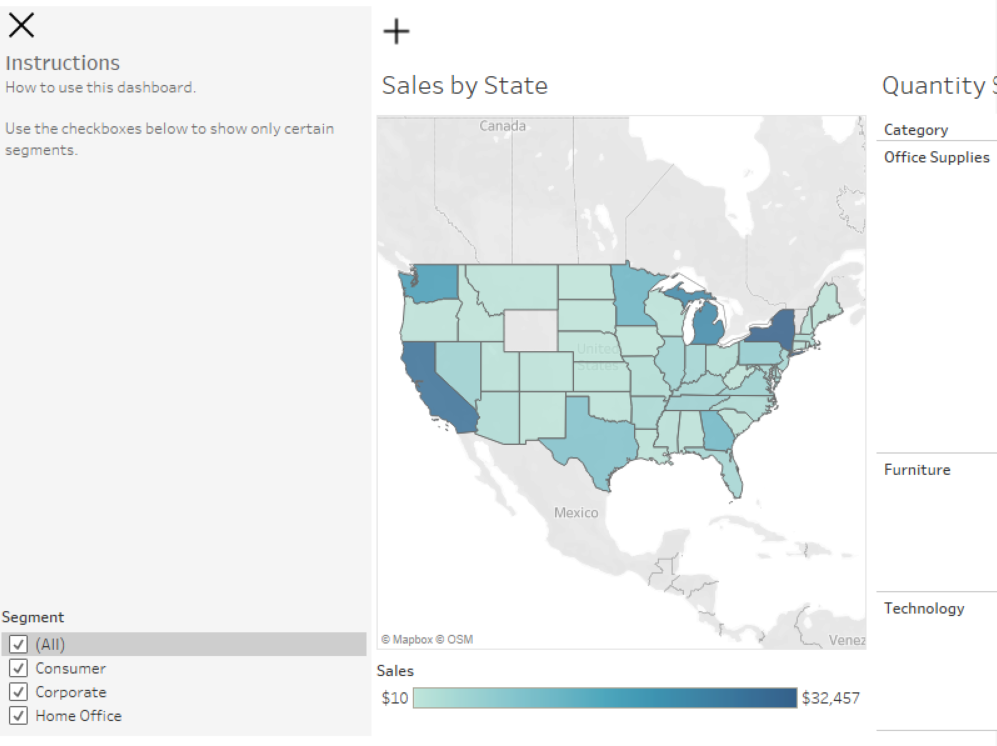 Instructions
How to use this dashboard.
Use the checkboxes below to show only certain
segments.
Segment
(All)
Consumer
Corporate
Home Office
Sales by State
Canada
United
States
Mexico
Venez
© Mapbox © OSM
Sales
$10
$32,457
Quantity S
Category
Office Supplies
Furniture
Technology